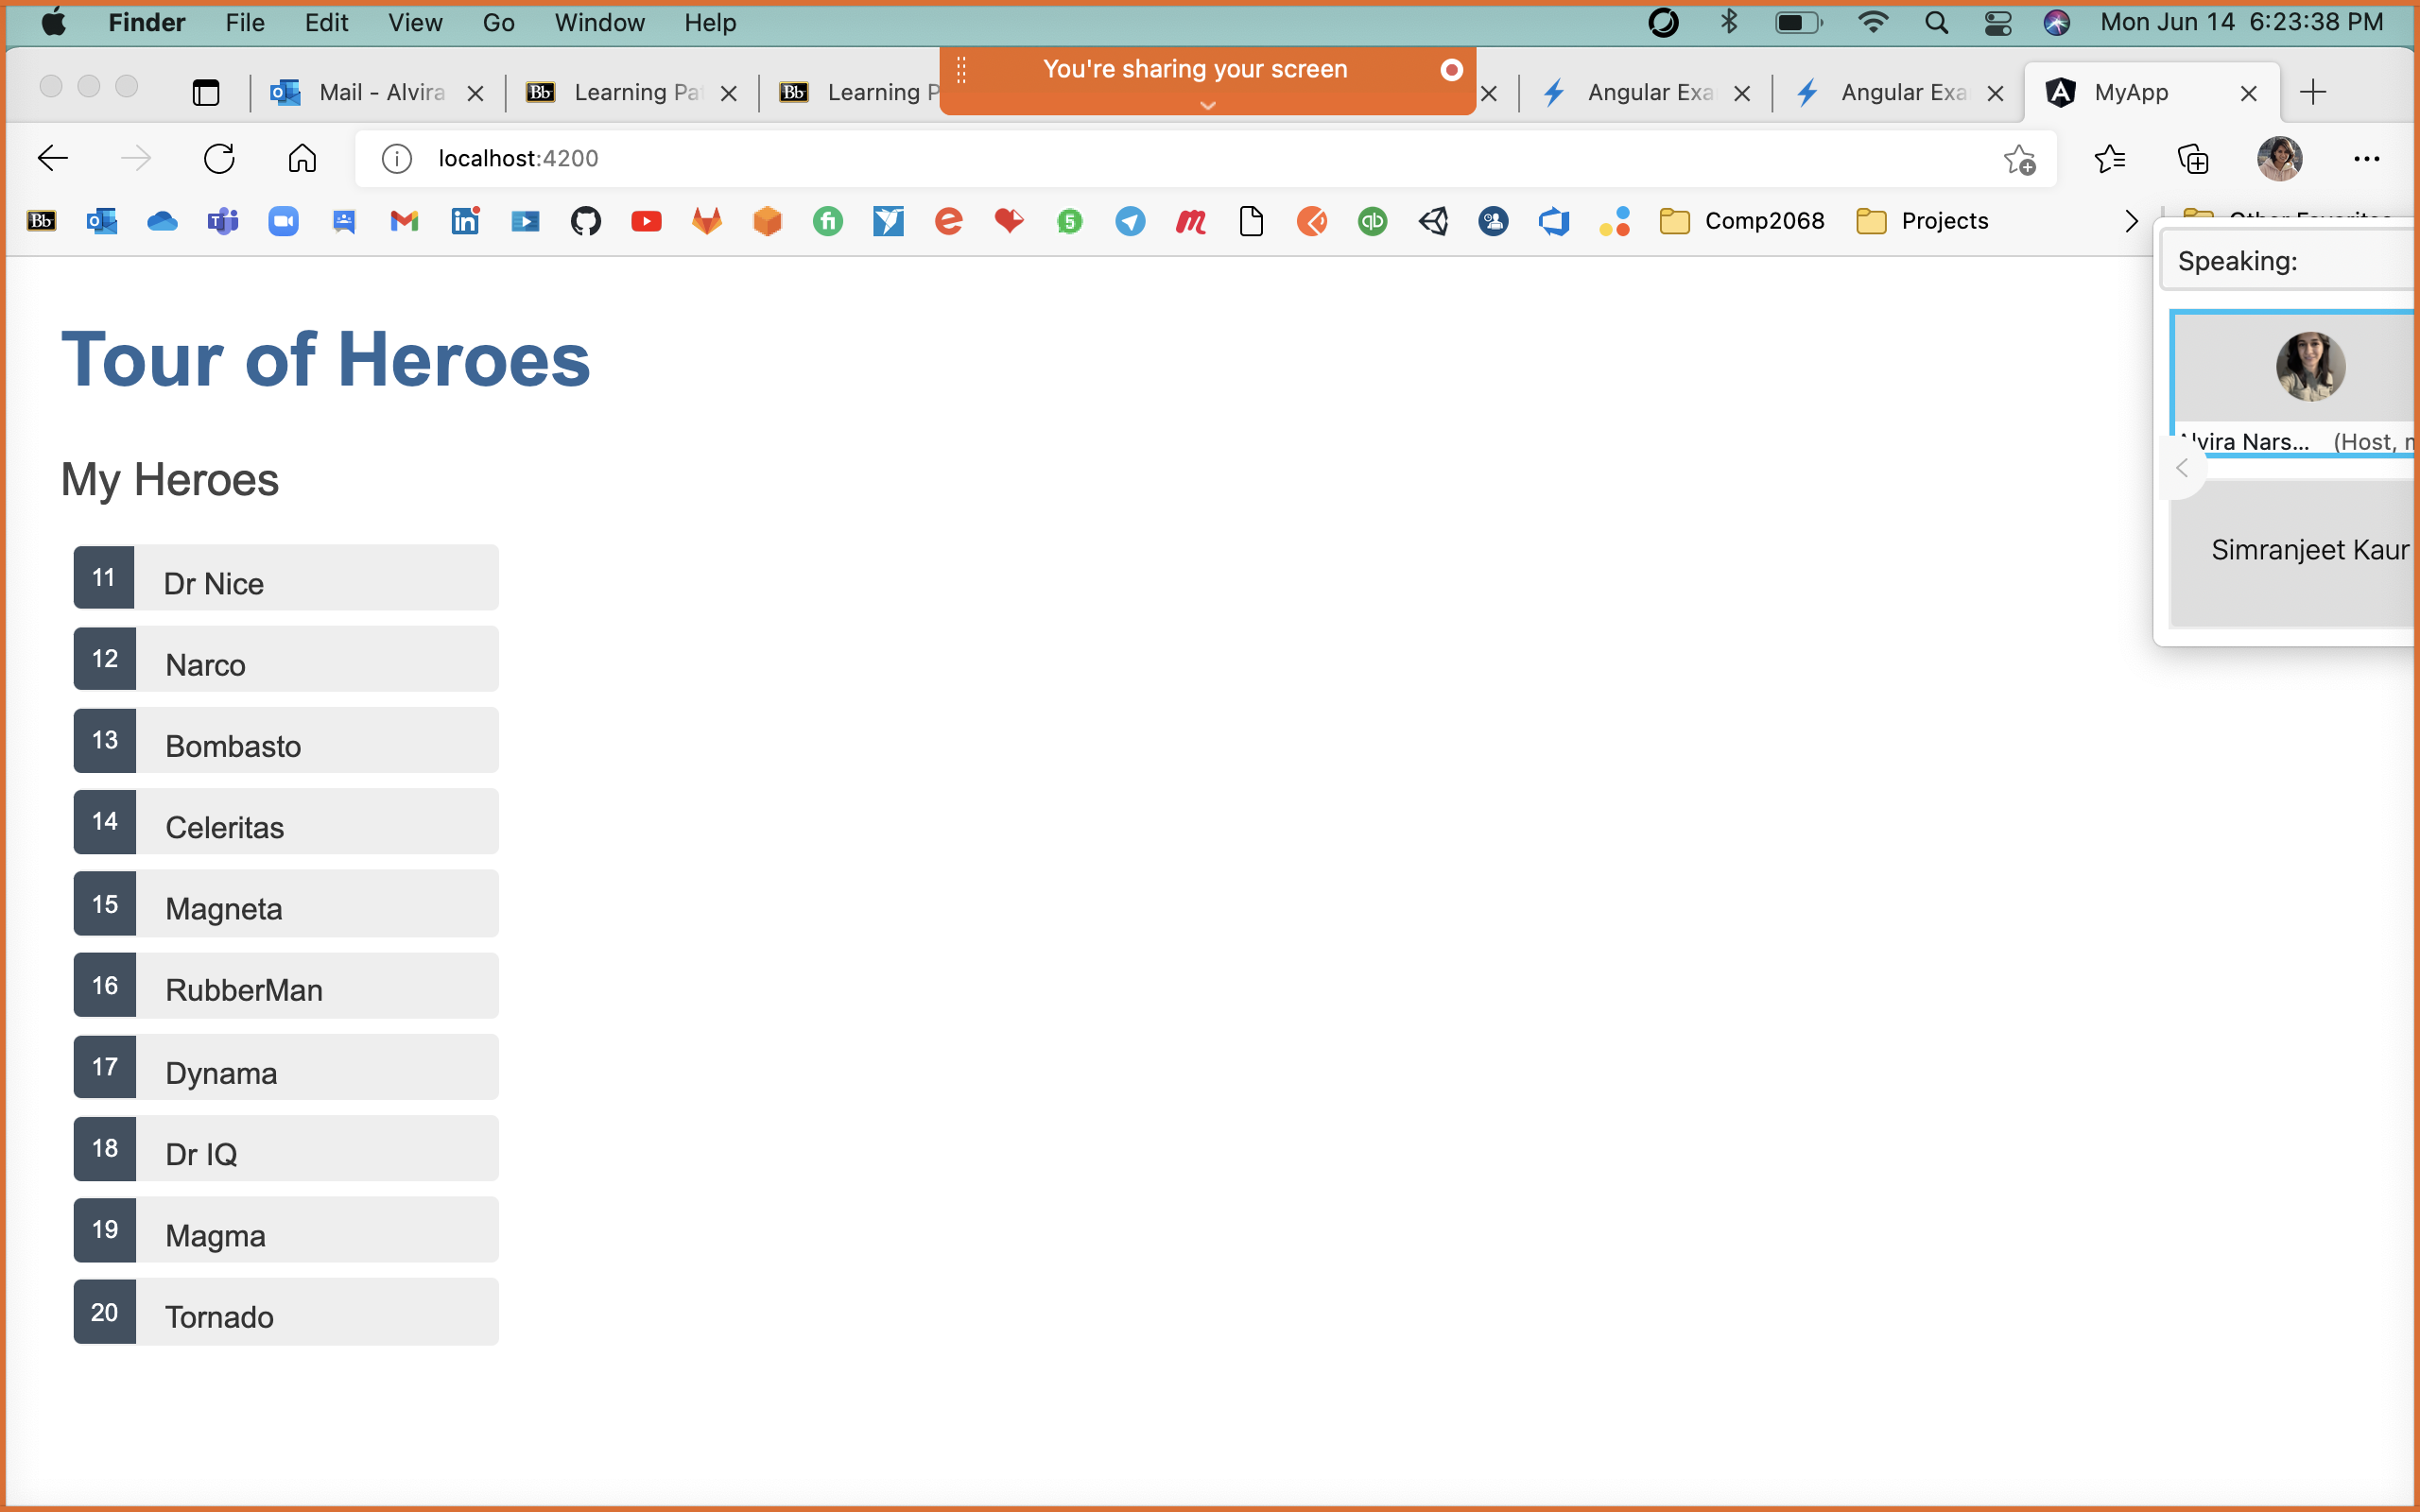 Finder File Edit View Go Window Help Mon Jun 14 6:23:38 PM
You're sharing your screen
Mail - Alvira Learning Pa Learning P Angular Exa Angular Exa MyApp
localhost:4200
Comp2068 Projects Other Favorites
Speaking:
Tour of Heroes
lvira Nars... (Host, m
My Heroes
Simranjeet Kaur
11 Dr Nice
12 Narco
13 Bombasto
14 Celeritas
15 Magneta
16 RubberMan
17 Dynama
18 Dr IQ
19 Magma
20 Tornado